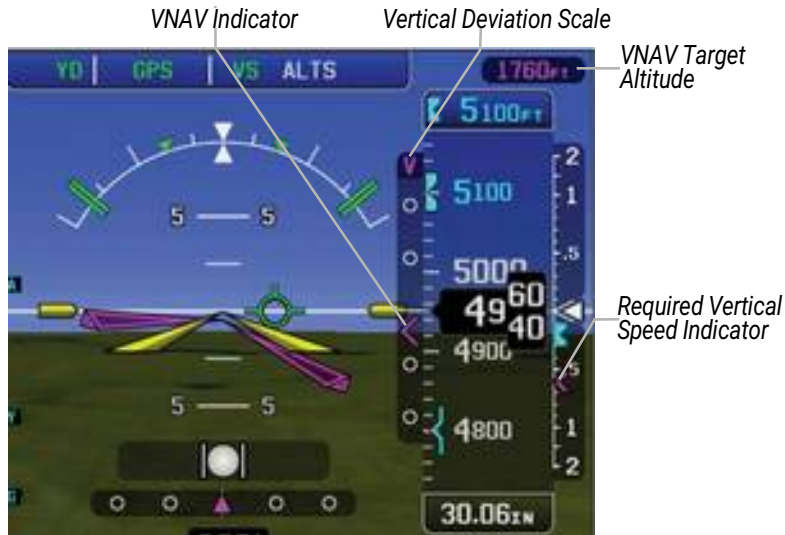 VNAV Indicator
Vertical Deviation Scale
VNAV Target
Altitude
YD GPS VS ALTS
1760FT
5100FT
V
2
1
5100
5 5
.5
5000
4960
40
Required Vertical
Speed Indicator
4900
.5
5 5
4800
1
2
30.06IN